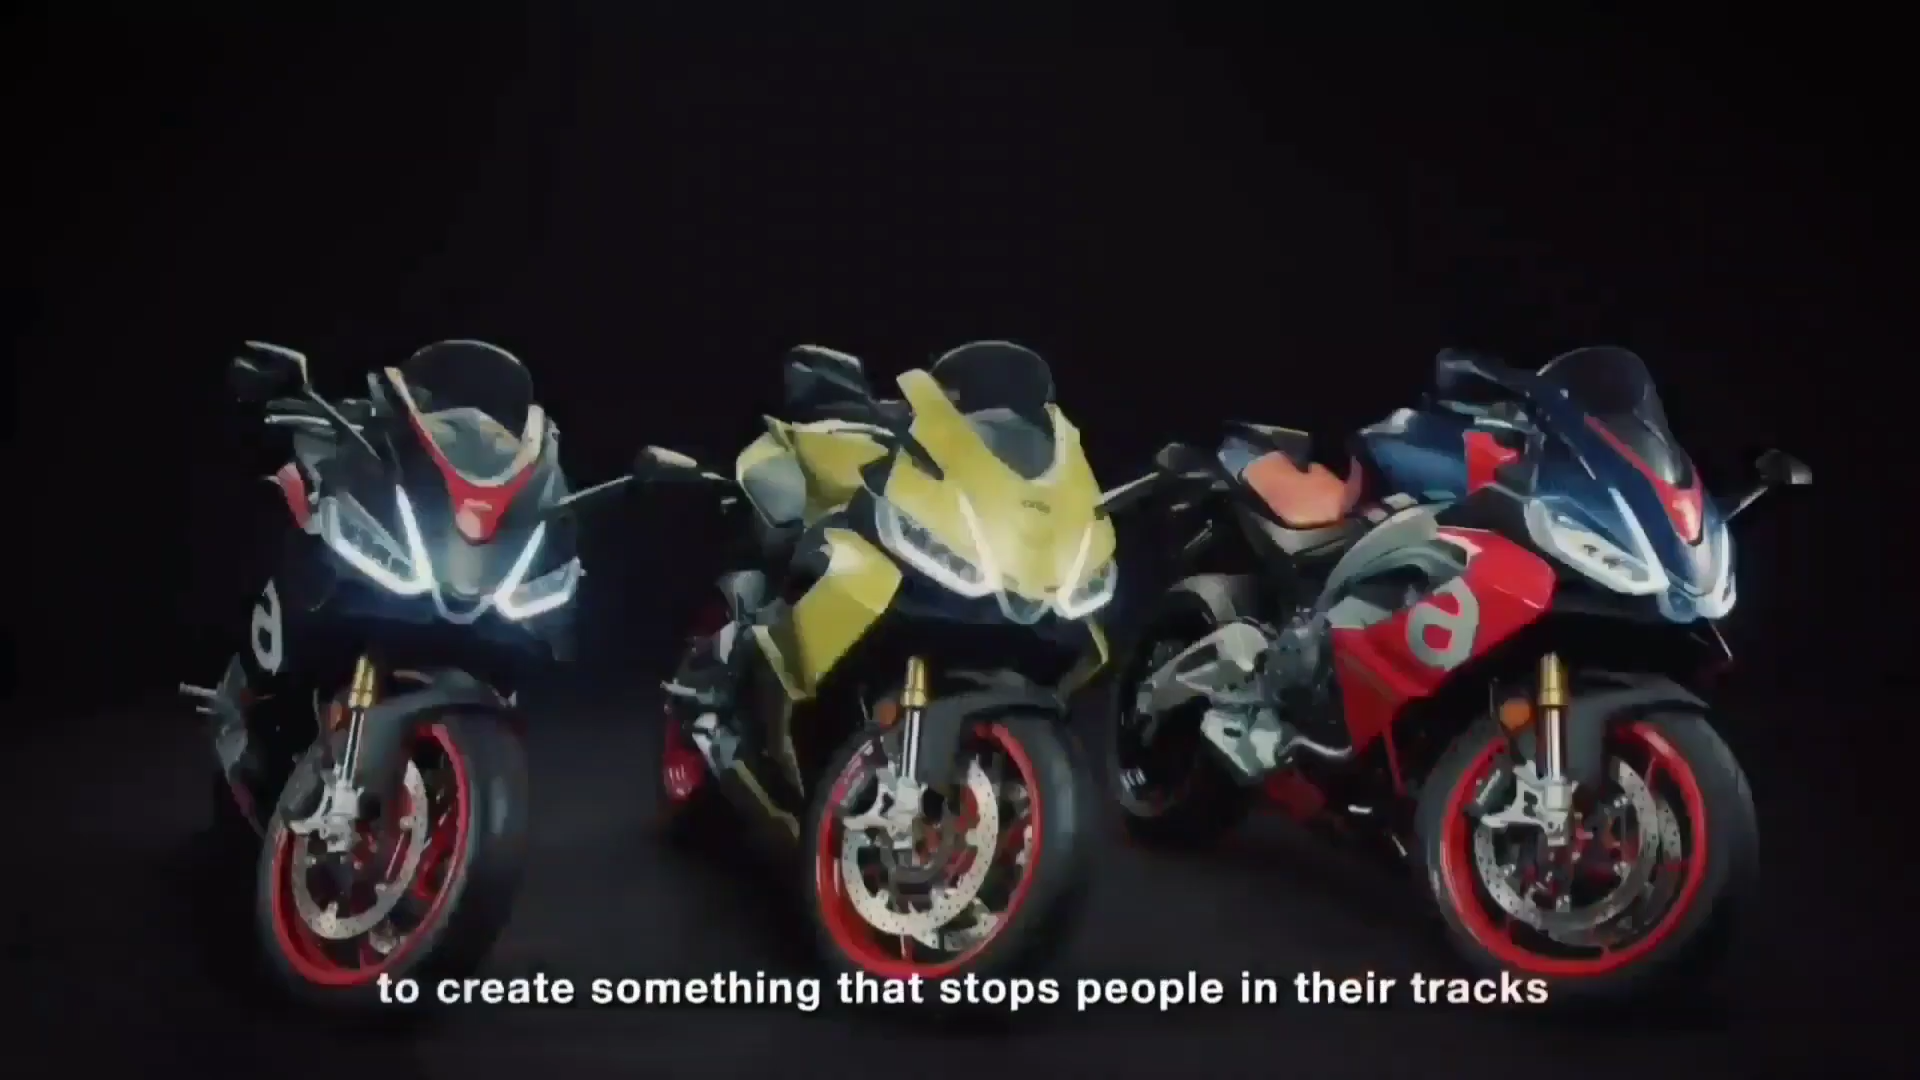 a
a
to create something that stops people in their tracks